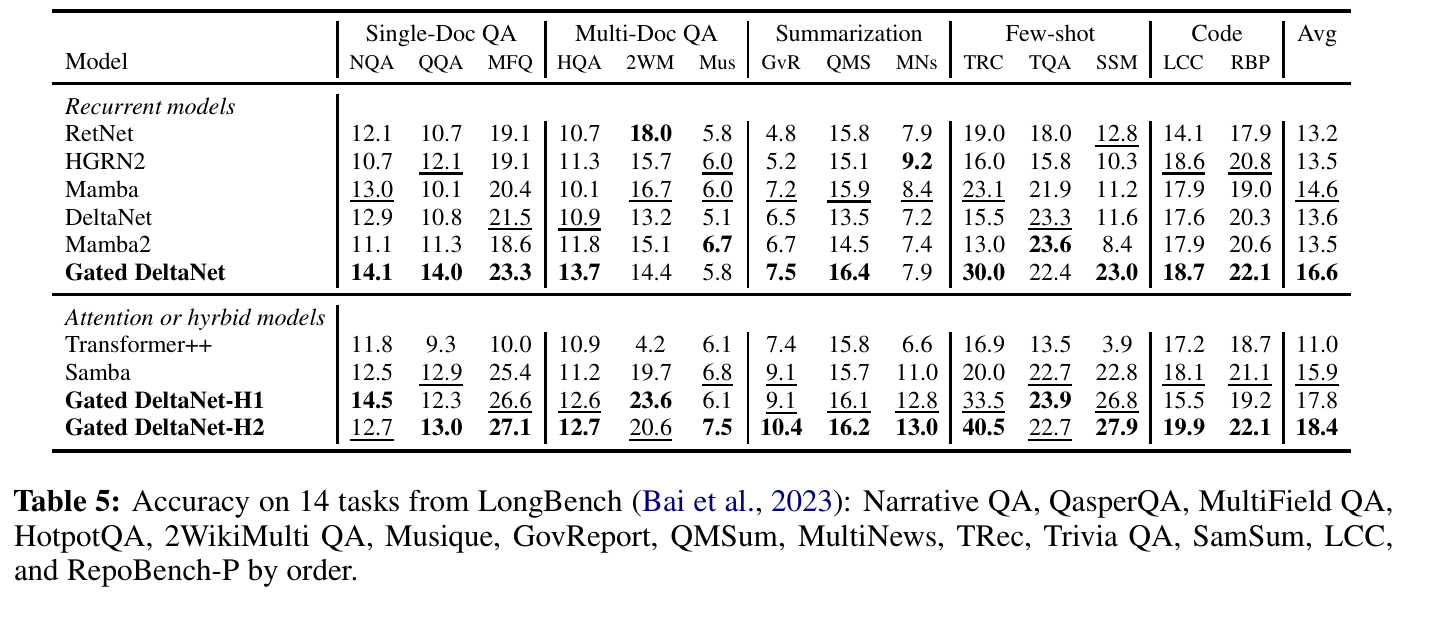 Single-Doc QA Multi-Doc QA Summarization Few-shot Code Avg
Model NQA QQA MFQ HQA 2WM Mus GvR QMS MNs TRC TQA SSM LCC RBP
Recurrent models
RetNet 12.1 10.7 19.1 10.7 18.0 5.8 4.8 15.8 7.9 19.0 18.0 12.8 14.1 17.9 13.2
HGRN2 10.7 12.1 19.1 11.3 15.7 6.0 5.2 15.1 9.2 16.0 15.8 10.3 18.6 20.8 13.5
Mamba 13.0 10.1 20.4 10.1 16.7 6.0 7.2 15.9 8.4 23.1 21.9 11.2 17.9 19.0 14.6
DeltaNet 12.9 10.8 21.5 10.9 13.2 5.1 6.5 13.5 7.2 15.5 23.3 11.6 17.6 20.3 13.6
Mamba2 11.1 11.3 18.6 11.8 15.1 6.7 6.7 14.5 7.4 13.0 23.6 8.4 17.9 20.6 13.5
Gated DeltaNet 14.1 14.0 23.3 13.7 14.4 5.8 7.5 16.4 7.9 30.0 22.4 23.0 18.7 22.1 16.6
Attention or hyrbid models
Transformer++ 11.8 9.3 10.0 10.9 4.2 6.1 7.4 15.8 6.6 16.9 13.5 3.9 17.2 18.7 11.0
Samba 12.5 12.9 25.4 11.2 19.7 6.8 9.1 15.7 11.0 20.0 22.7 22.8 18.1 21.1 15.9
Gated DeltaNet-H1 14.5 12.3 26.6 12.6 23.6 6.1 9.1 16.1 12.8 33.5 23.9 26.8 15.5 19.2 17.8
Gated DeltaNet-H2 12.7 13.0 27.1 12.7 20.6 7.5 10.4 16.2 13.0 40.5 22.7 27.9 19.9 22.1 18.4
Table 5: Accuracy on 14 tasks from LongBench (Bai et al., 2023): Narrative QA, QasperQA, MultiField QA,
HotpotQA, 2WikiMulti QA, Musique, GovReport, QMSum, MultiNews, TRec, Trivia QA, SamSum, LCC,
and RepoBench-P by order.